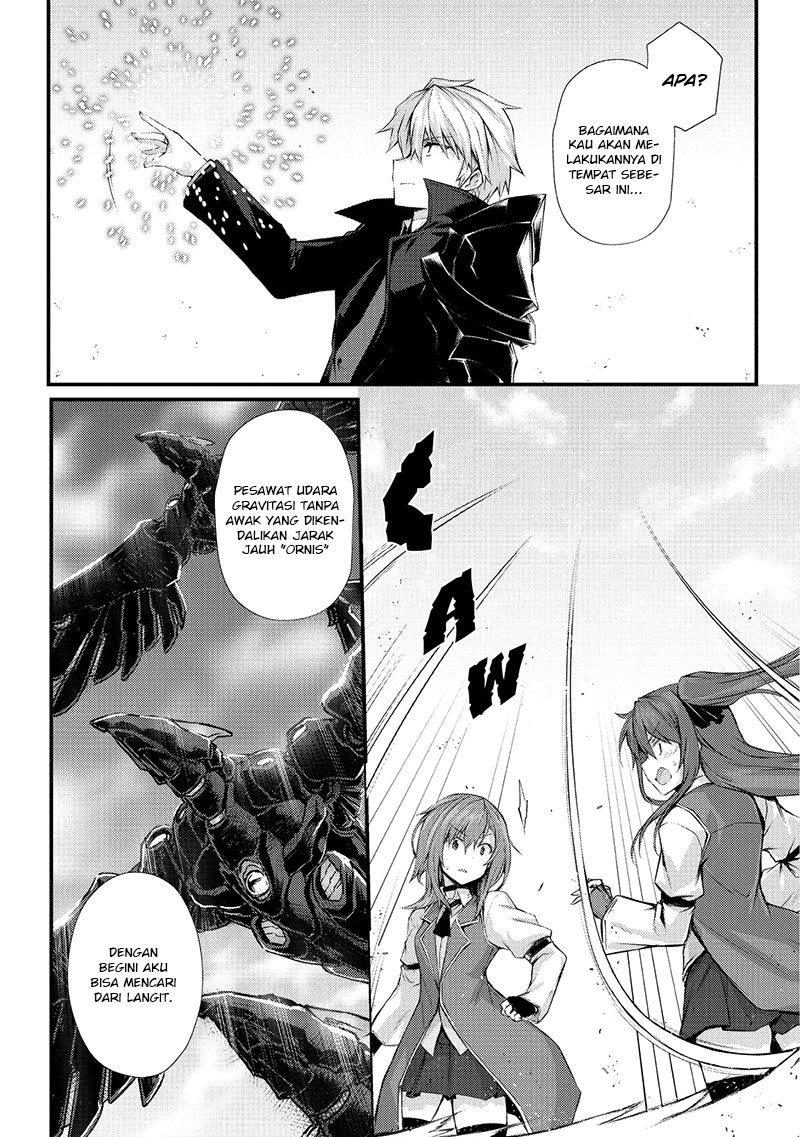 APA?
BAGAIMANA
KAU AKAN ME-
LAKUKANNYA DI
TEMPAT SEBE-
SAR INI...
CAW
PESAWAT UDARA
GRAVITASI TANPA
AWAK YANG DIKEN-
DALIKAN JARAK
JAUH "ORNIS"
DENGAN
BEGINI AKU
BISA MENCARI
DARI LANGIT.